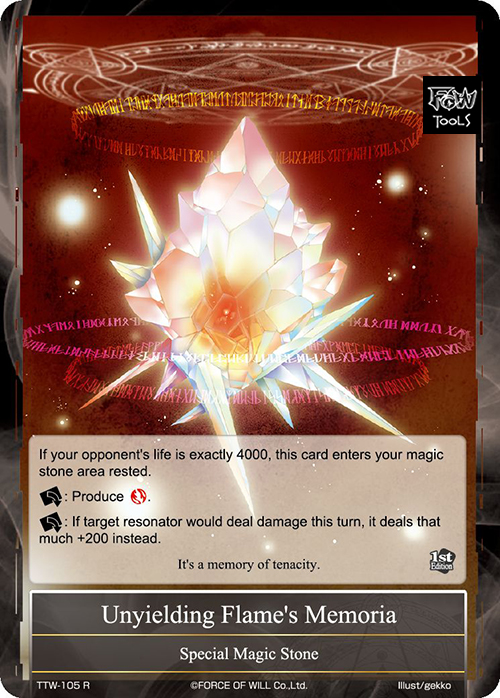 FOW
TOOLS
If your opponent's life is exactly 4000, this card enters your magic
stone area rested.
: Produce .
: If target resonator would deal damage this turn, it deals that
much +200 instead.
It's a memory of tenacity.
1st
Edition
Unyielding Flame's Memoria
Special Magic Stone
TTW-105 R
©FORCE OF WILL Co.,Ltd.
Illust/gekko